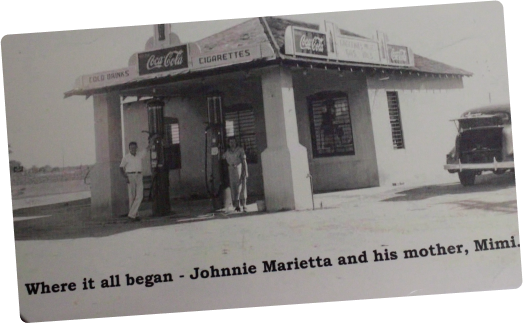 Coca-Cola
COLD DRINKS
Coca-Cola
CIGARETTES
Coca-Cola
Where it all began - Johnnie Marietta and his mother, Mimi.